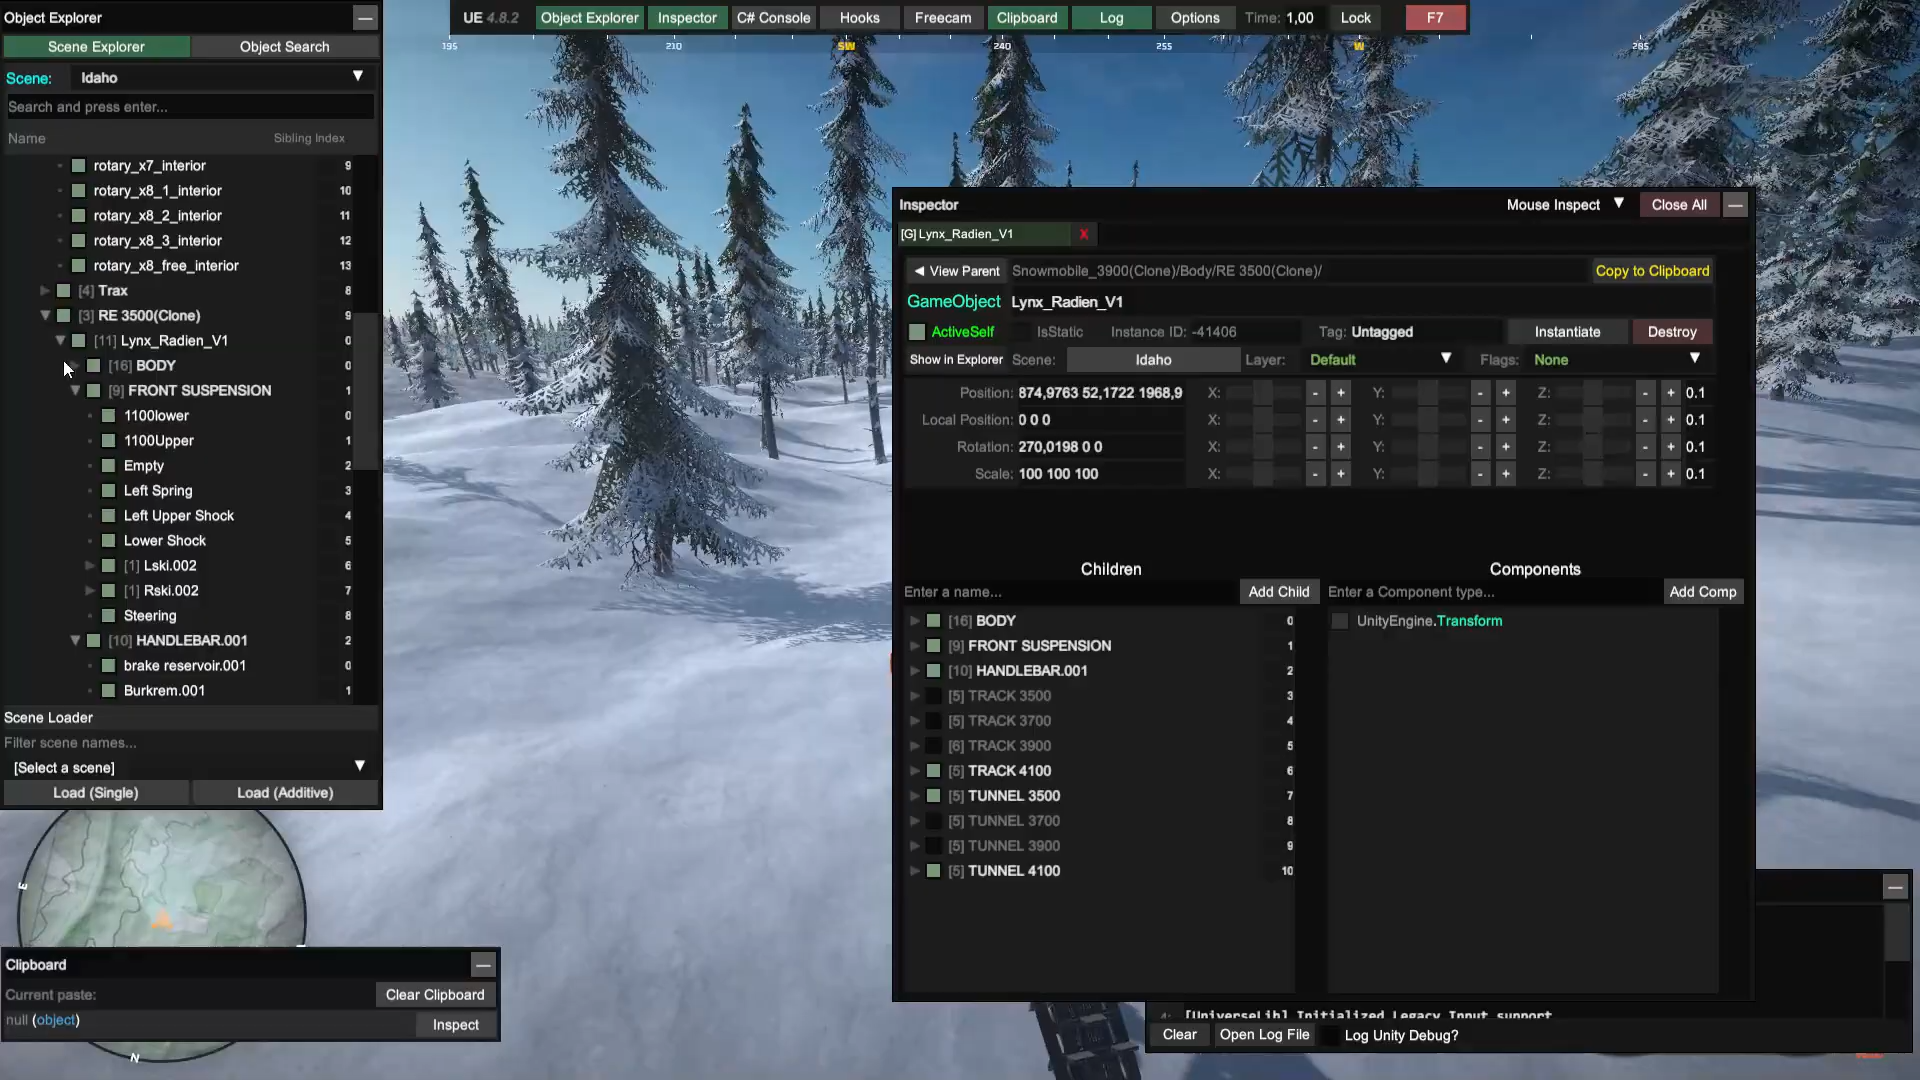 Object Explorer
Scene Explorer Object Search
Scene: Idaho ▼
Search and press enter...
Name Sibling Index
rotary_x7_interior 9
rotary_x8_1_interior 10
rotary_x8_2_interior 11
rotary_x8_3_interior 12
rotary_x8_free_interior 13
[4] Trax 8
[3] RE 3500(Clone) 9
[11] Lynx_Radien_V1 0
[16] BODY 0
[9] FRONT SUSPENSION 1
1100lower 0
1100Upper 1
Empty 2
Left Spring 3
Left Upper Shock 4
Lower Shock 5
[1] Lski.002 6
[1] Rski.002 7
Steering 8
[10] HANDLEBAR.001 2
brake reservoir.001 0
Burkrem.001 1
Scene Loader
Filter scene names...
[Select a scene] ▼
Load (Single) Load (Additive)
UE 4.8.2 Object Explorer Inspector C# Console Hooks Freecam Clipboard Log Options Time: 1,00 Lock F7
195 210 SW 240 255 W 285
Inspector Mouse Inspect ▼ Close All
[G] Lynx_Radien_V1 X
◄ View Parent Snowmobile_3900(Clone)/Body/RE 3500(Clone)/ Copy to Clipboard
GameObject Lynx_Radien_V1
ActiveSelf IsStatic Instance ID: -41406 Tag: Untagged Instantiate Destroy
Show in Explorer Scene: Idaho Layer: Default ▼ Flags: None ▼
Position: 874,9763 52,1722 1968,9 X: - + Y: - + Z: - + 0.1
Local Position: 0 0 0 X: - + Y: - + Z: - + 0.1
Rotation: 270,0198 0 0 X: - + Y: - + Z: - + 0.1
Scale: 100 100 100 X: - + Y: - + Z: - + 0.1
Children Components
Enter a name... Add Child Enter a Component type... Add Comp
[16] BODY 0 UnityEngine.Transform
[9] FRONT SUSPENSION 1
[10] HANDLEBAR.001 2
[5] TRACK 3500 3
[5] TRACK 3700 4
[6] TRACK 3900 5
[5] TRACK 4100 6
[5] TUNNEL 3500 7
[5] TUNNEL 3700 8
[5] TUNNEL 3900 9
[5] TUNNEL 4100 10
Clipboard
Current paste: Clear Clipboard
null (object) Inspect
N
4: [UniverseLib] Initialized Legacy Input support
Clear Open Log File Log Unity Debug?